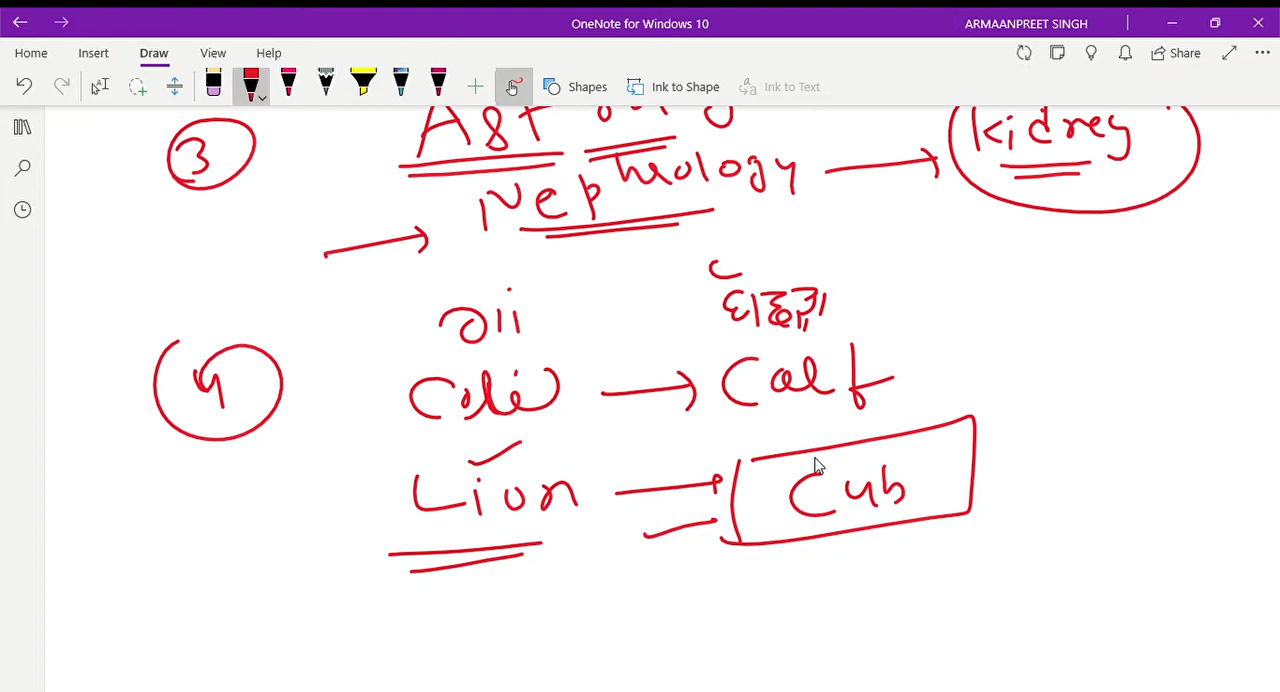 OneNote for Windows 10
ARMAANPREET SINGH
Home Insert Draw View Help
Share
Shapes Ink to Shape Ink to Text
3
Kidney
Nephrology
4
Calf
Lion Cub